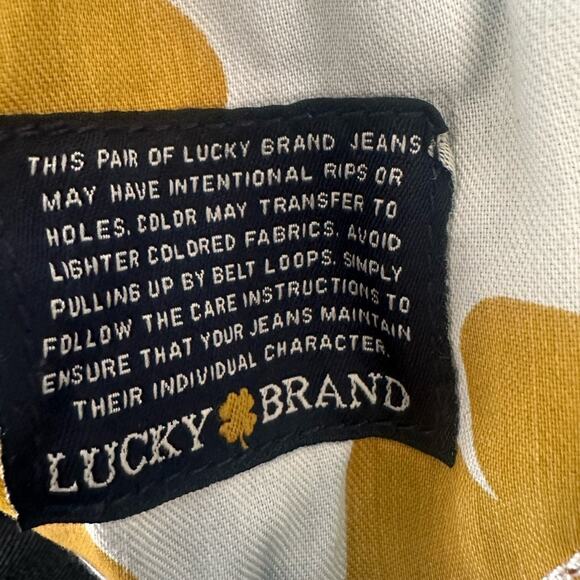 THIS PAIR OF LUCKY BRAND JEANS
MAY HAVE INTENTIONAL RIPS OR
HOLES. COLOR MAY TRANSFER TO
LIGHTER COLORED FABRICS. AVOID
PULLING UP BY BELT LOOPS. SIMPLY
FOLLOW THE CARE INSTRUCTIONS TO
ENSURE THAT YOUR JEANS MAINTAIN
THEIR INDIVIDUAL CHARACTER.
LUCKY BRAND